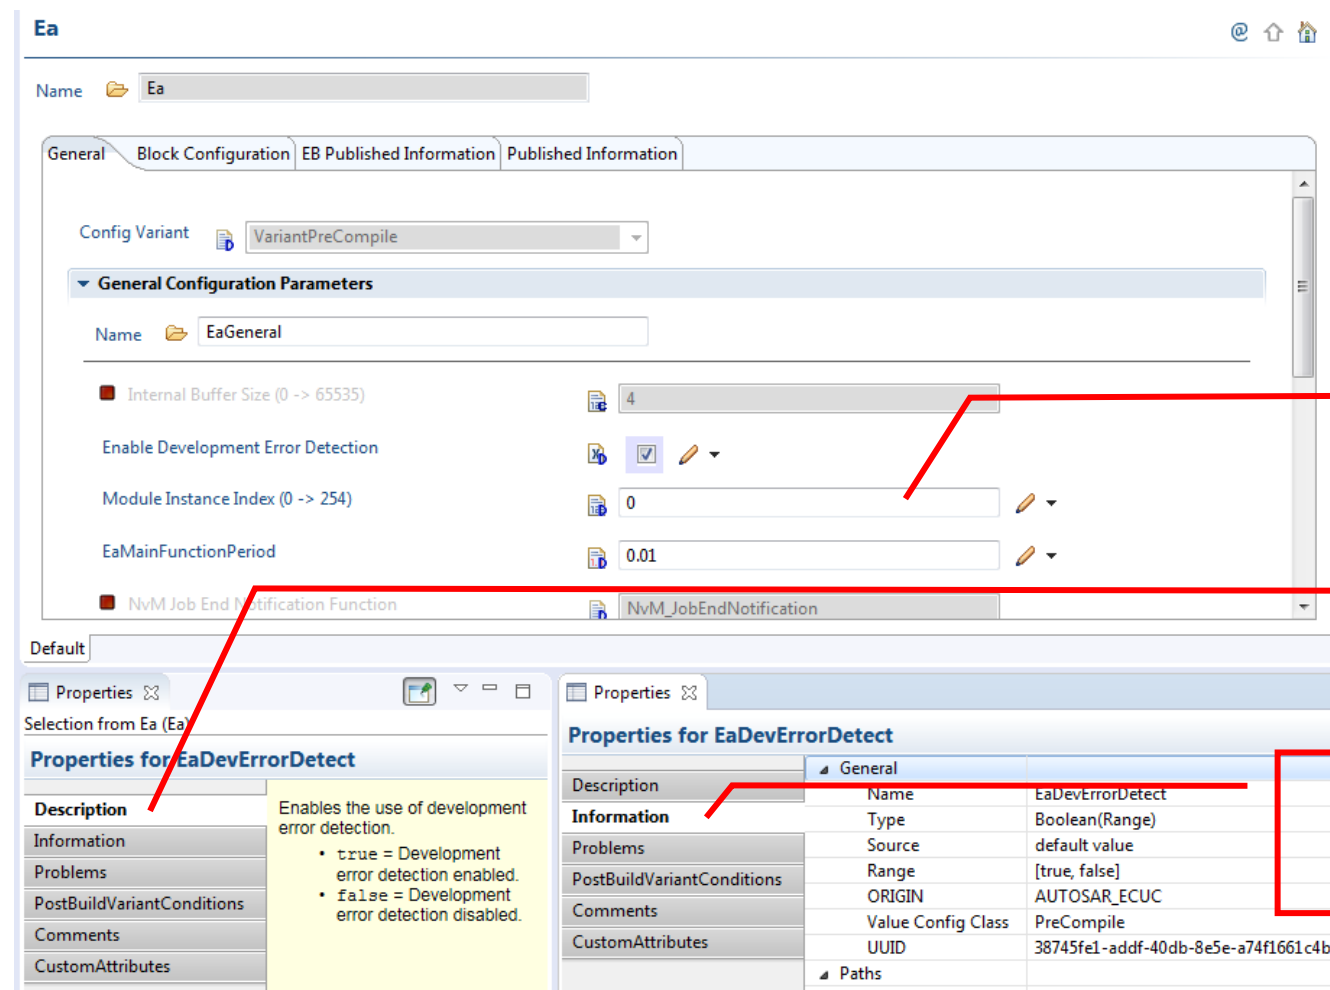 Ea
Name Ea
General Block Configuration EB Published Information Published Information
Config Variant VariantPreCompile
General Configuration Parameters
Name EaGeneral
Internal Buffer Size (0 -> 65535) 4
Enable Development Error Detection
Module Instance Index (0 -> 254) 0
EaMainFunctionPeriod 0.01
NvM Job End Notification Function NvM_JobEndNotification
Default
Properties
Selection from Ea (Ea)
Properties for EaDevErrorDetect
Description
Information
Problems
PostBuildVariantConditions
Comments
CustomAttributes
Enables the use of development
error detection.
• true = Development
error detection enabled.
• false = Development
error detection disabled.
Properties
Properties for EaDevErrorDetect
Description
Information
Problems
PostBuildVariantConditions
Comments
CustomAttributes
General
Name EaDevErrorDetect
Type Boolean(Range)
Source default value
Range [true, false]
ORIGIN AUTOSAR_ECUC
Value Config Class PreCompile
UUID 38745fe1-addf-40db-8e5e-a74f1661c4b
Paths